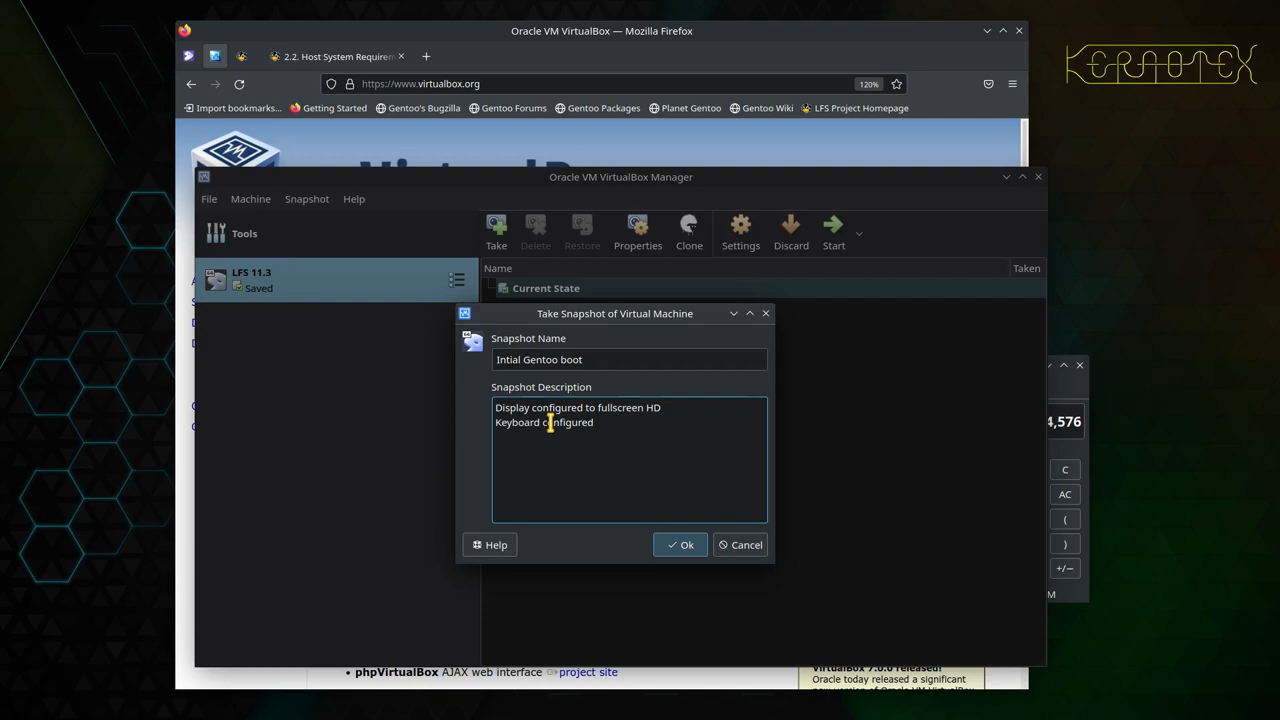 Oracle VM VirtualBox — Mozilla Firefox
KERAOTEX
2.2. Host System Requirem
https://www.virtualbox.org
120%
Import bookmarks...
Getting Started
Gentoo's Bugzilla
Gentoo Forums
Gentoo Packages
Planet Gentoo
Gentoo Wiki
LFS Project Homepage
Oracle VM VirtualBox Manager
File Machine Snapshot Help
Tools
Take Delete Restore Properties Clone Settings Discard Start
LFS 11.3
Saved
Name Taken
Current State
Take Snapshot of Virtual Machine
Snapshot Name
Intial Gentoo boot
Snapshot Description
Display configured to fullscreen HD
Keyboard configured
Help Ok Cancel
4,576
C
AC
(
)
+/−
M
• phpVirtualBox AJAX web interface project site
VirtualBox 7.0.0 released!
Oracle today released a significant